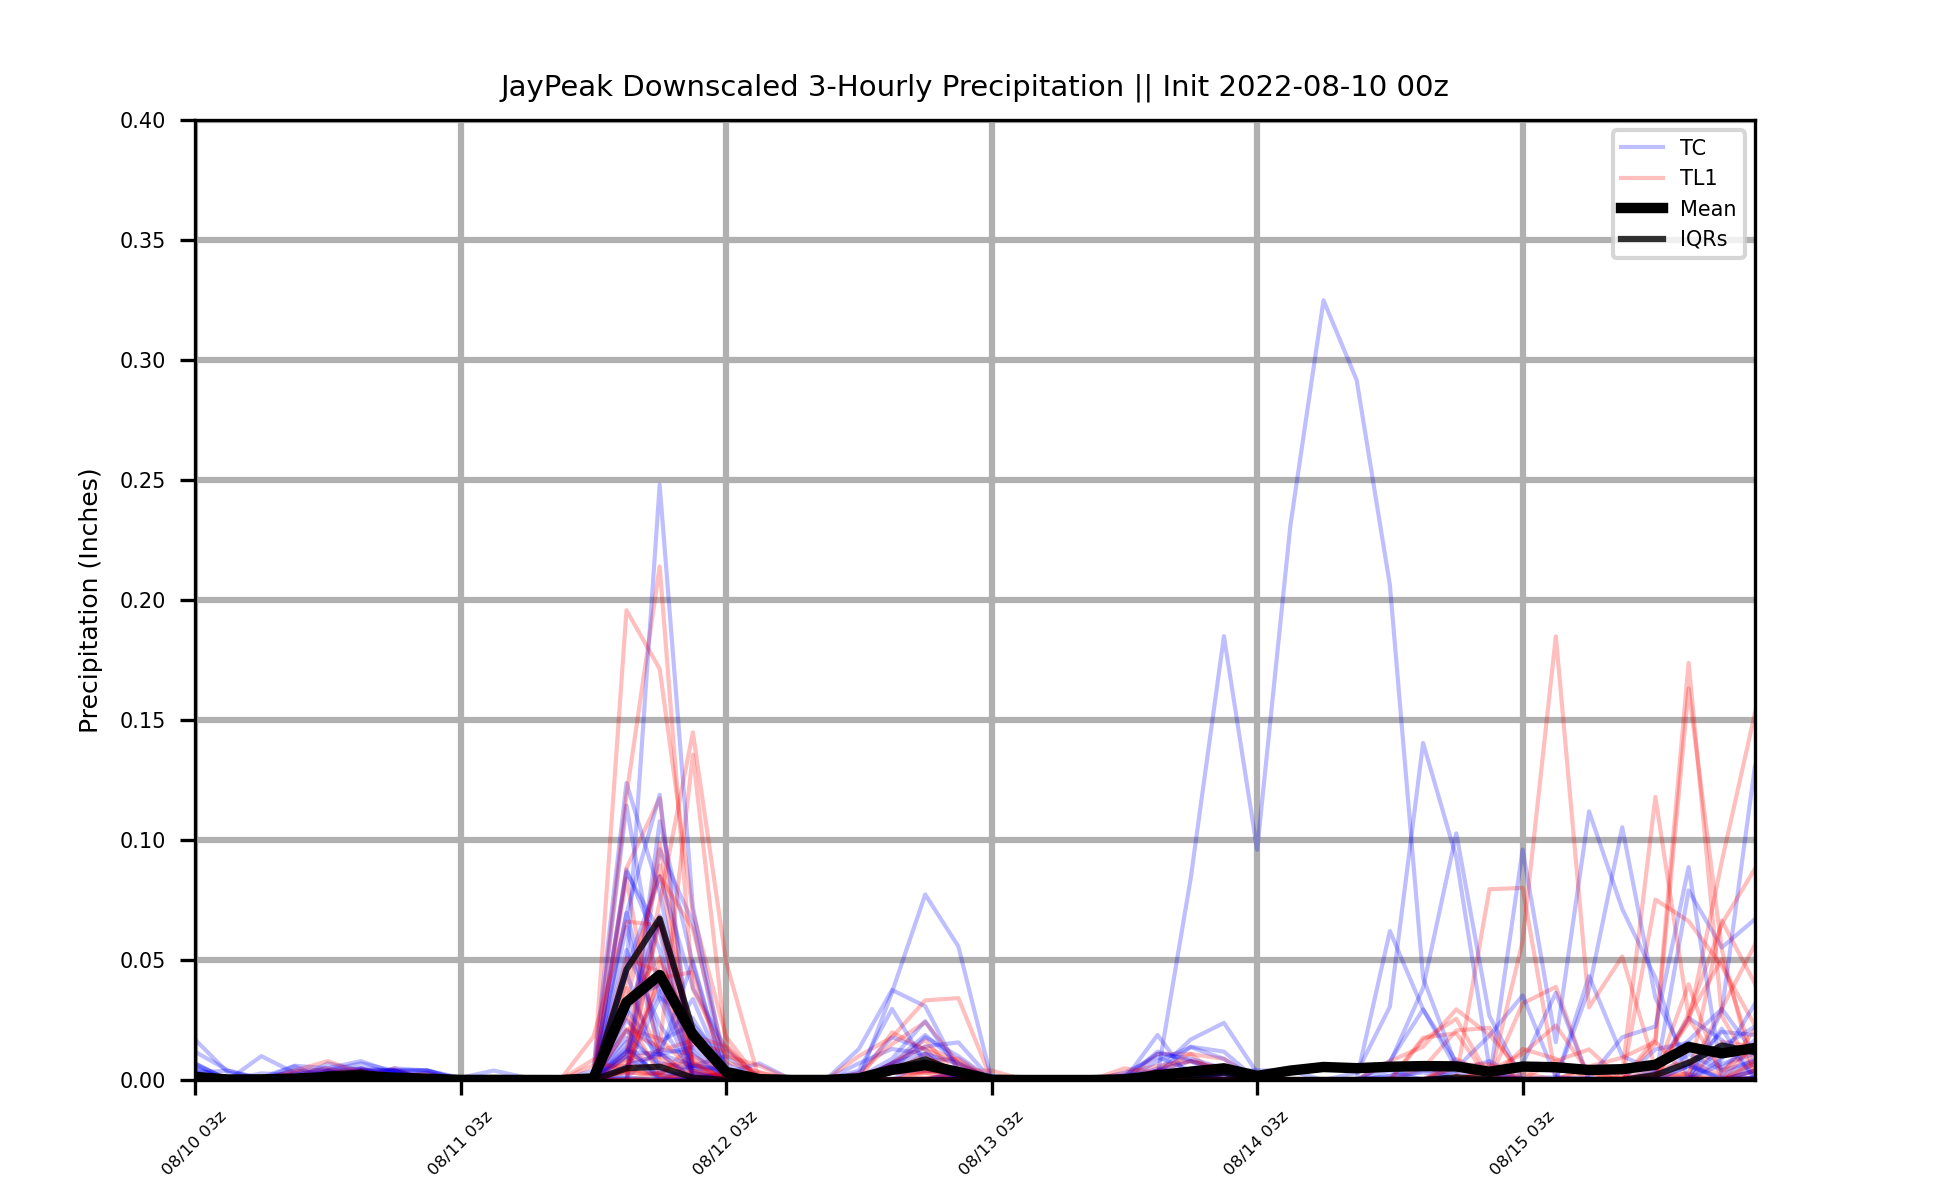 JayPeak Downscaled 3-Hourly Precipitation || Init 2022-08-10 00z
TC
TL1
Mean
IQRs
Precipitation (Inches)
0.40
0.35
0.30
0.25
0.20
0.15
0.10
0.05
0.00
08/10 03z
08/11 03z
08/12 03z
08/13 03z
08/14 03z
08/15 03z